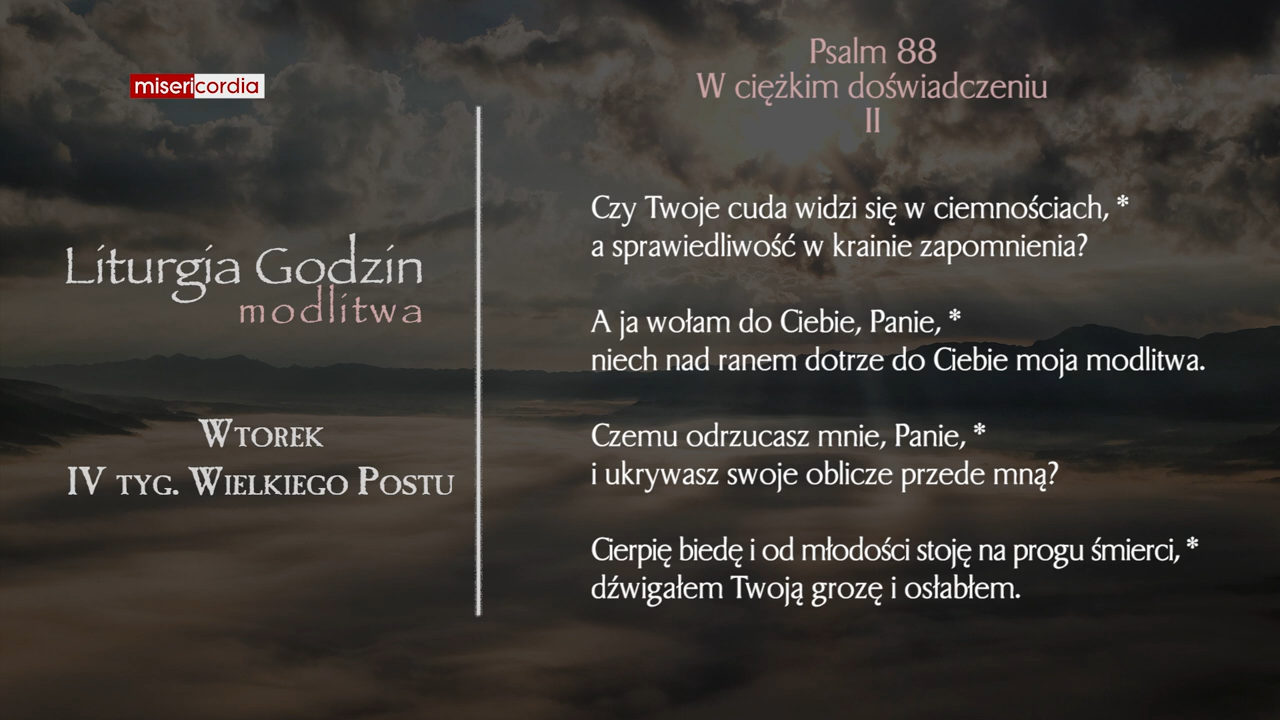 misericordia
Liturgia Godzin
modlitwa
Wtorek
IV tyg. Wielkiego Postu
Psalm 88
W ciężkim doświadczeniu
II
Czy Twoje cuda widzi się w ciemnościach, *
a sprawiedliwość w krainie zapomnienia?
A ja wołam do Ciebie, Panie, *
niech nad ranem dotrze do Ciebie moja modlitwa.
Czemu odrzucasz mnie, Panie, *
i ukrywasz swoje oblicze przede mną?
Cierpię biedę i od młodości stoję na progu śmierci, *
dźwigałem Twoją grozę i osłabłem.